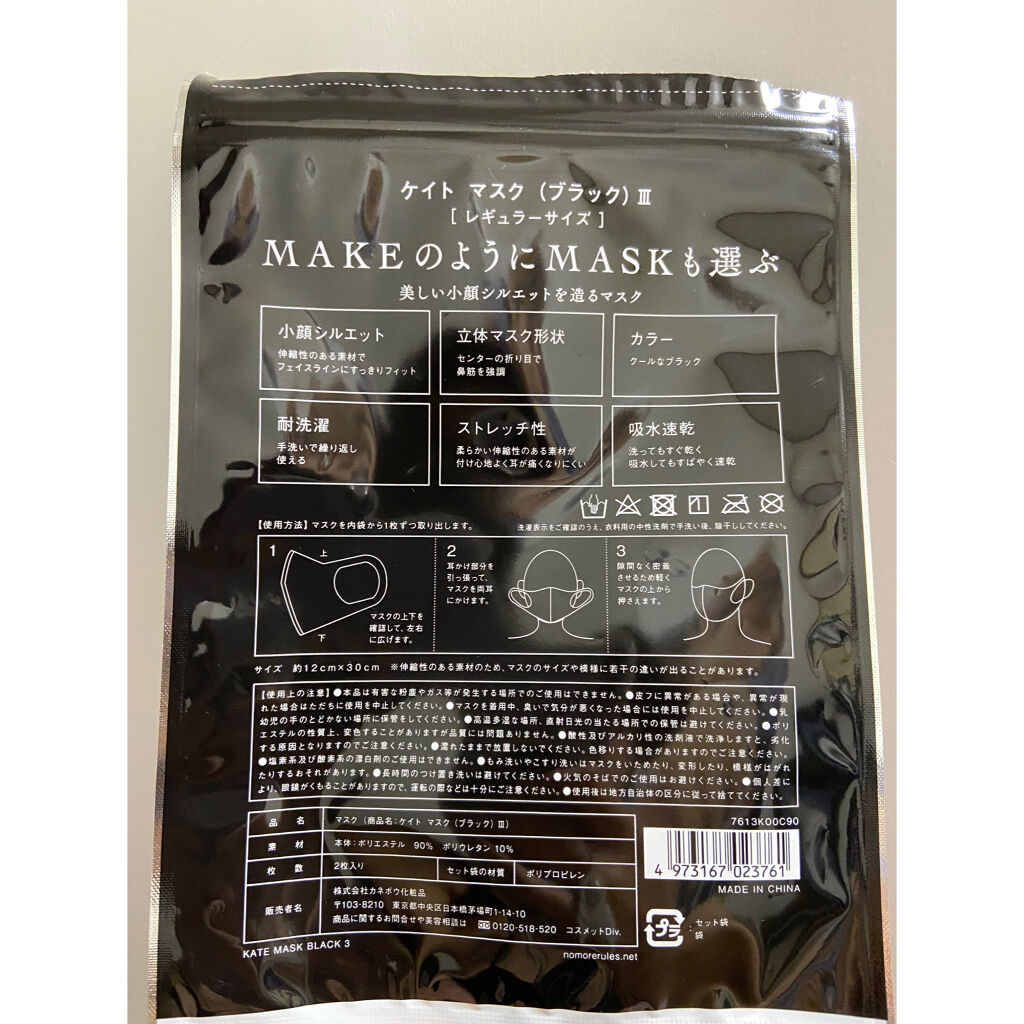 ケイト マスク (ブラック) Ⅲ
[ レギュラーサイズ ]
MAKEのようにMASKも選ぶ
美しい小顔シルエットを造るマスク
小顔シルエット
伸縮性のある素材で
フェイスラインにすっきりフィット
立体マスク形状
センターの折り目で
鼻筋を強調
カラー
クールなブラック
耐洗濯
手洗いで繰り返し
使える
ストレッチ性
柔らかい伸縮性のある素材が
付け心地よく耳が痛くなりにくい
吸水速乾
洗ってもすぐ乾く
吸水してもすばやく速乾
【使用方法】マスクを内袋から1枚ずつ取り出します。
洗濯表示をご確認のうえ、衣料用の中性洗剤で手洗い後、陰干ししてください。
1
上
下
マスクの上下を
確認して、左右
に広げます。
2
耳かけ部分を
引っ張って、
マスクを両耳
にかけます。
3
隙間なく密着
させるため軽く
マスクの上から
押さえます。
サイズ 約12cm×30cm ※伸縮性のある素材のため、マスクのサイズや模様に若干の違いが出ることがあります。
【使用上の注意】●本品は有害な粉塵やガス等が発生する場所でのご使用はできません。●皮フに異常がある場合や、異常が現
れた場合はただちに使用を中止してください。●マスクを着用中、臭いで気分が悪くなった場合には使用を中止してください。●乳
幼児の手のとどかない場所に保管をしてください。●高温多湿な場所、直射日光の当たる場所での保管は避けてください。●ポリ
エステルの性質上、変色することがありますが品質には問題ありません。●酸性及びアルカリ性の洗剤液で洗浄しますと、劣化
する原因となりますのでご注意ください。●濡れたままで放置しないでください。色移りする場合がありますのでご注意ください。
●塩素系及び酸素系の漂白剤のご使用はできません。●もみ洗いやこすり洗いはマスクをいためたり、変形したり、模様がはがれ
たりするおそれがあります。●長時間のつけ置き洗いは避けてください。●火気のそばでのご使用はお避けください。●個人差に
より、眼鏡がくもることがありますので、運転の際などは十分にご注意ください。●使用後は地方自治体の区分に従って捨ててください。
品 名 マスク (商品名:ケイト マスク (ブラック) Ⅲ)
素 材 本体:ポリエステル 90% ポリウレタン 10%
枚 数 2枚入り セット袋の材質 ポリプロピレン
販売者名
株式会社カネボウ化粧品
〒103-8210 東京都中央区日本橋茅場町1-14-10
商品に関するお問合せや美容相談は 0120-518-520 コスメットDiv.
KATE MASK BLACK 3
nomorerules.net
7613K00C90
4 973167 023761
MADE IN CHINA
プラ
:セット袋
袋